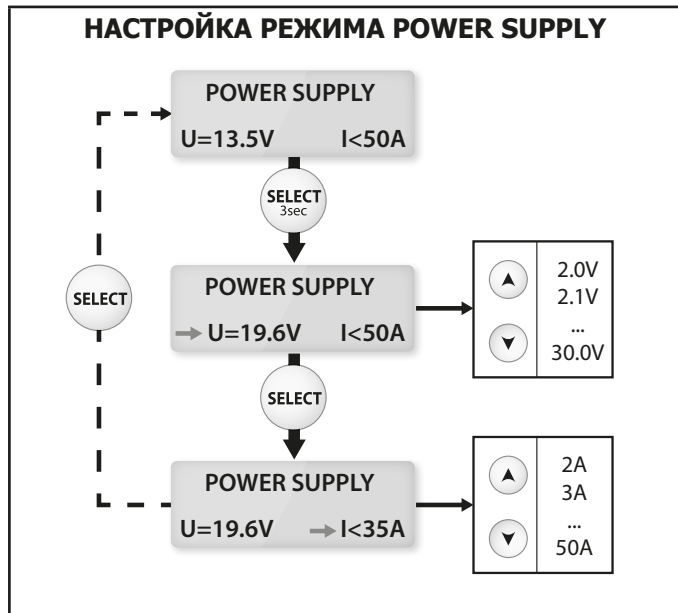 НАСТРОЙКА РЕЖИМА POWER SUPPLY
POWER SUPPLY
U=13.5V I<50A
SELECT
3sec
SELECT
POWER SUPPLY
U=19.6V I<50A
2.0V
2.1V
...
30.0V
SELECT
POWER SUPPLY
U=19.6V I<35A
2A
3A
...
50A